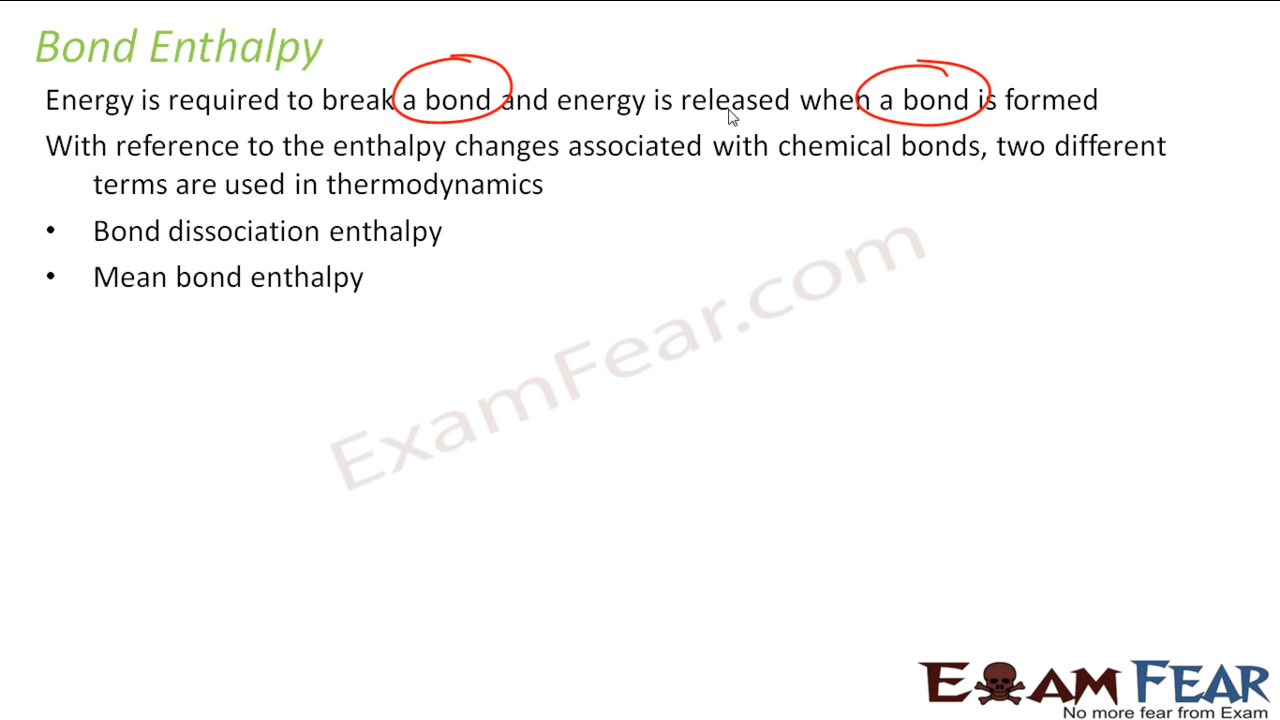 Bond Enthalpy
Energy is required to break a bond and energy is released when a bond is formed
With reference to the enthalpy changes associated with chemical bonds, two different
terms are used in thermodynamics
• Bond dissociation enthalpy
• Mean bond enthalpy
ExamFear.com
EXAM FEAR
No more fear from Exam